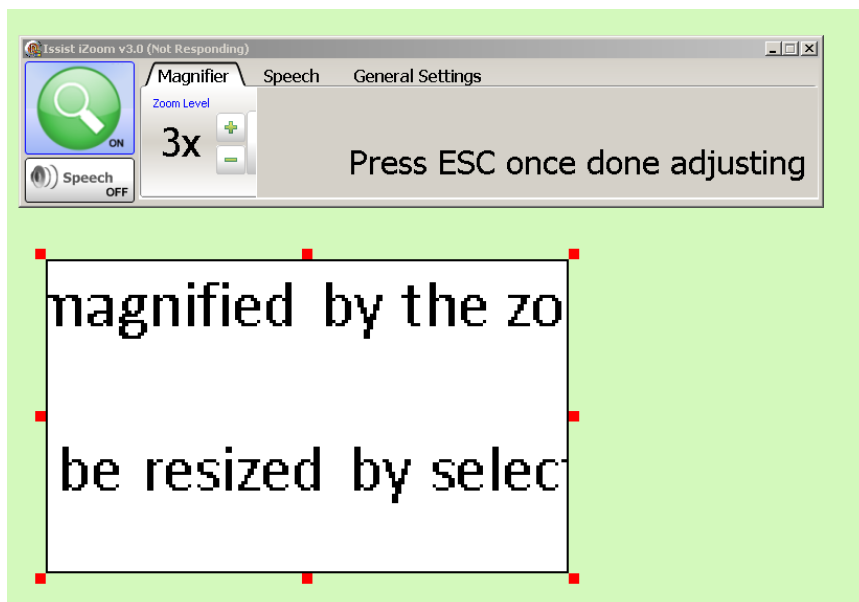 Issist iZoom v3.0 (Not Responding)
Magnifier Speech General Settings
Zoom Level
3x
ON
Speech
OFF
Press ESC once done adjusting
magnified by the zo
be resized by selec